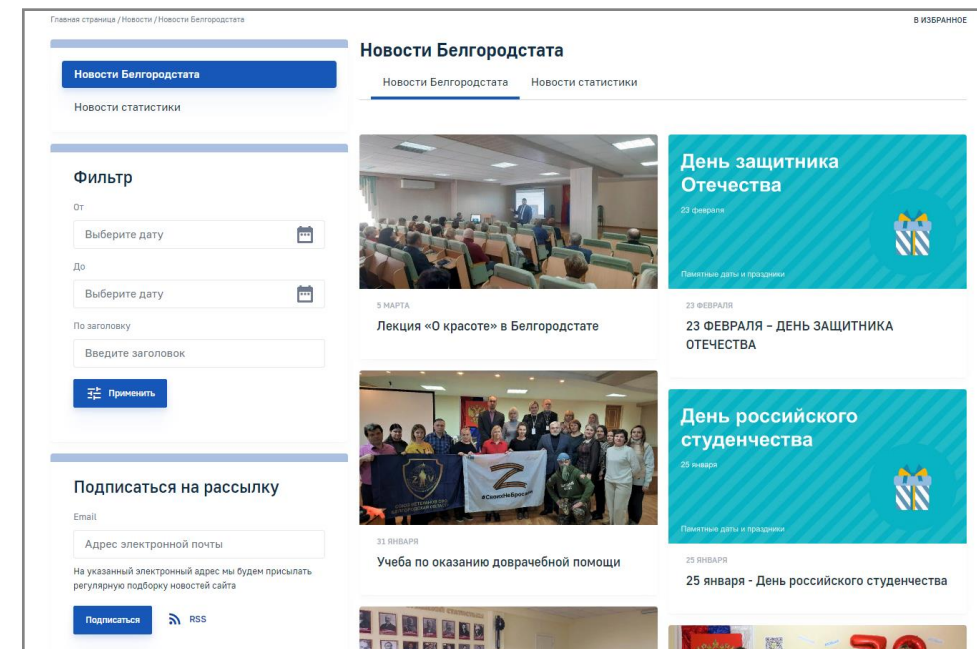 Главная страница / Новости / Новости Белгородстата
В ИЗБРАННОЕ
Новости Белгородстата
Новости статистики
Фильтр
От
Выберите дату
До
Выберите дату
По заголовку
Введите заголовок
Применить
Подписаться на рассылку
Email
Адрес электронной почты
На указанный электронный адрес мы будем присылать
регулярную подборку новостей сайта
Подписаться
RSS
Новости Белгородстата
Новости Белгородстата
Новости статистики
5 МАРТА
Лекция «О красоте» в Белгородстате
День защитника
Отечества
23 февраля
Памятные даты и праздники
23 ФЕВРАЛЯ
23 ФЕВРАЛЯ – ДЕНЬ ЗАЩИТНИКА
ОТЕЧЕСТВА
Z V
#СвоихНеБросаем
31 ЯНВАРЯ
Учеба по оказанию доврачебной помощи
День российского
студенчества
25 января
Памятные даты и праздники
25 ЯНВАРЯ
25 января - День российского студенчества